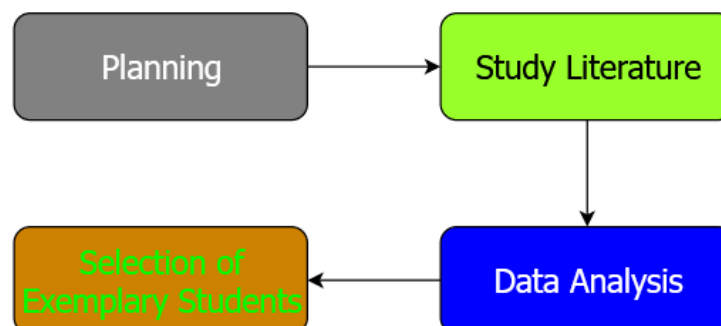 Planning
Study Literature
Selection of
Exemplary Students
Data Analysis